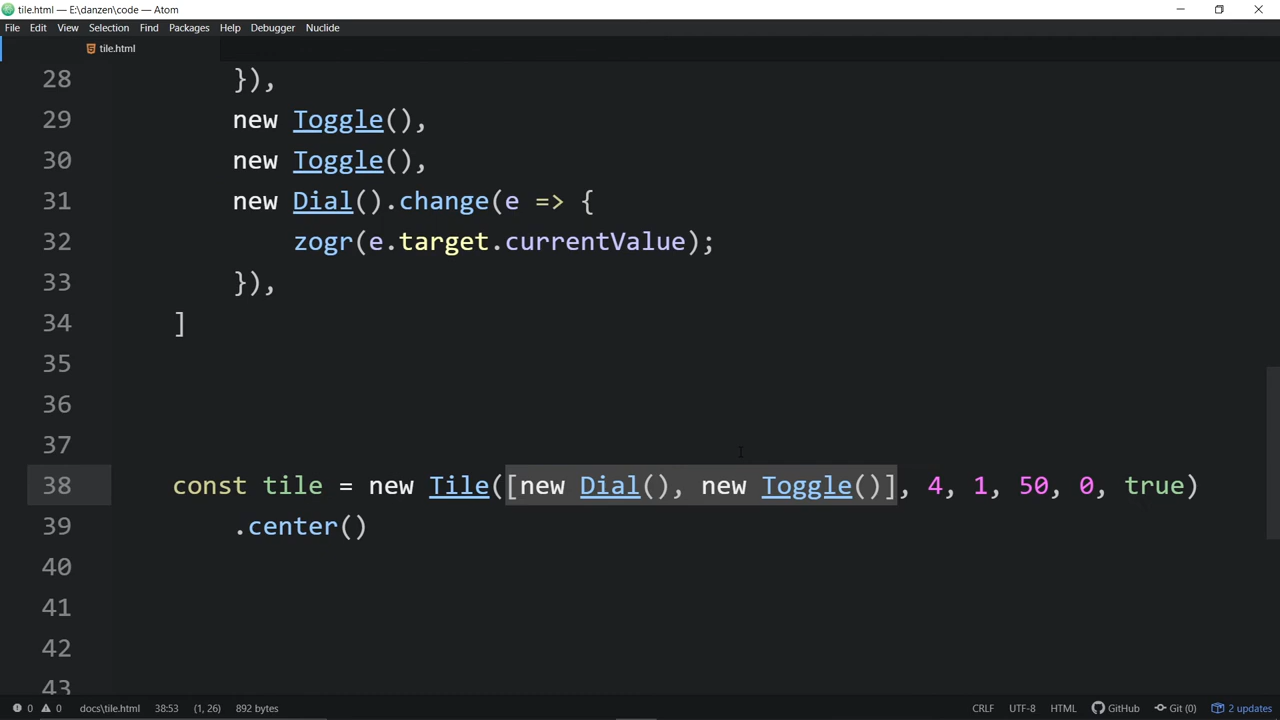 tile.html — E:\danzen\code — Atom
File Edit View Selection Find Packages Help Debugger Nuclide
tile.html
28 }),
29 new Toggle(),
30 new Toggle(),
31 new Dial().change(e => {
32 zogr(e.target.currentValue);
33 }),
34 ]
35
36
37
38 const tile = new Tile([new Dial(), new Toggle()], 4, 1, 50, 0, true)
39 .center()
40
41
42
43
0 0 docs\tile.html 38:53 (1, 26) 892 bytes CRLF UTF-8 HTML GitHub Git (0) 2 updates